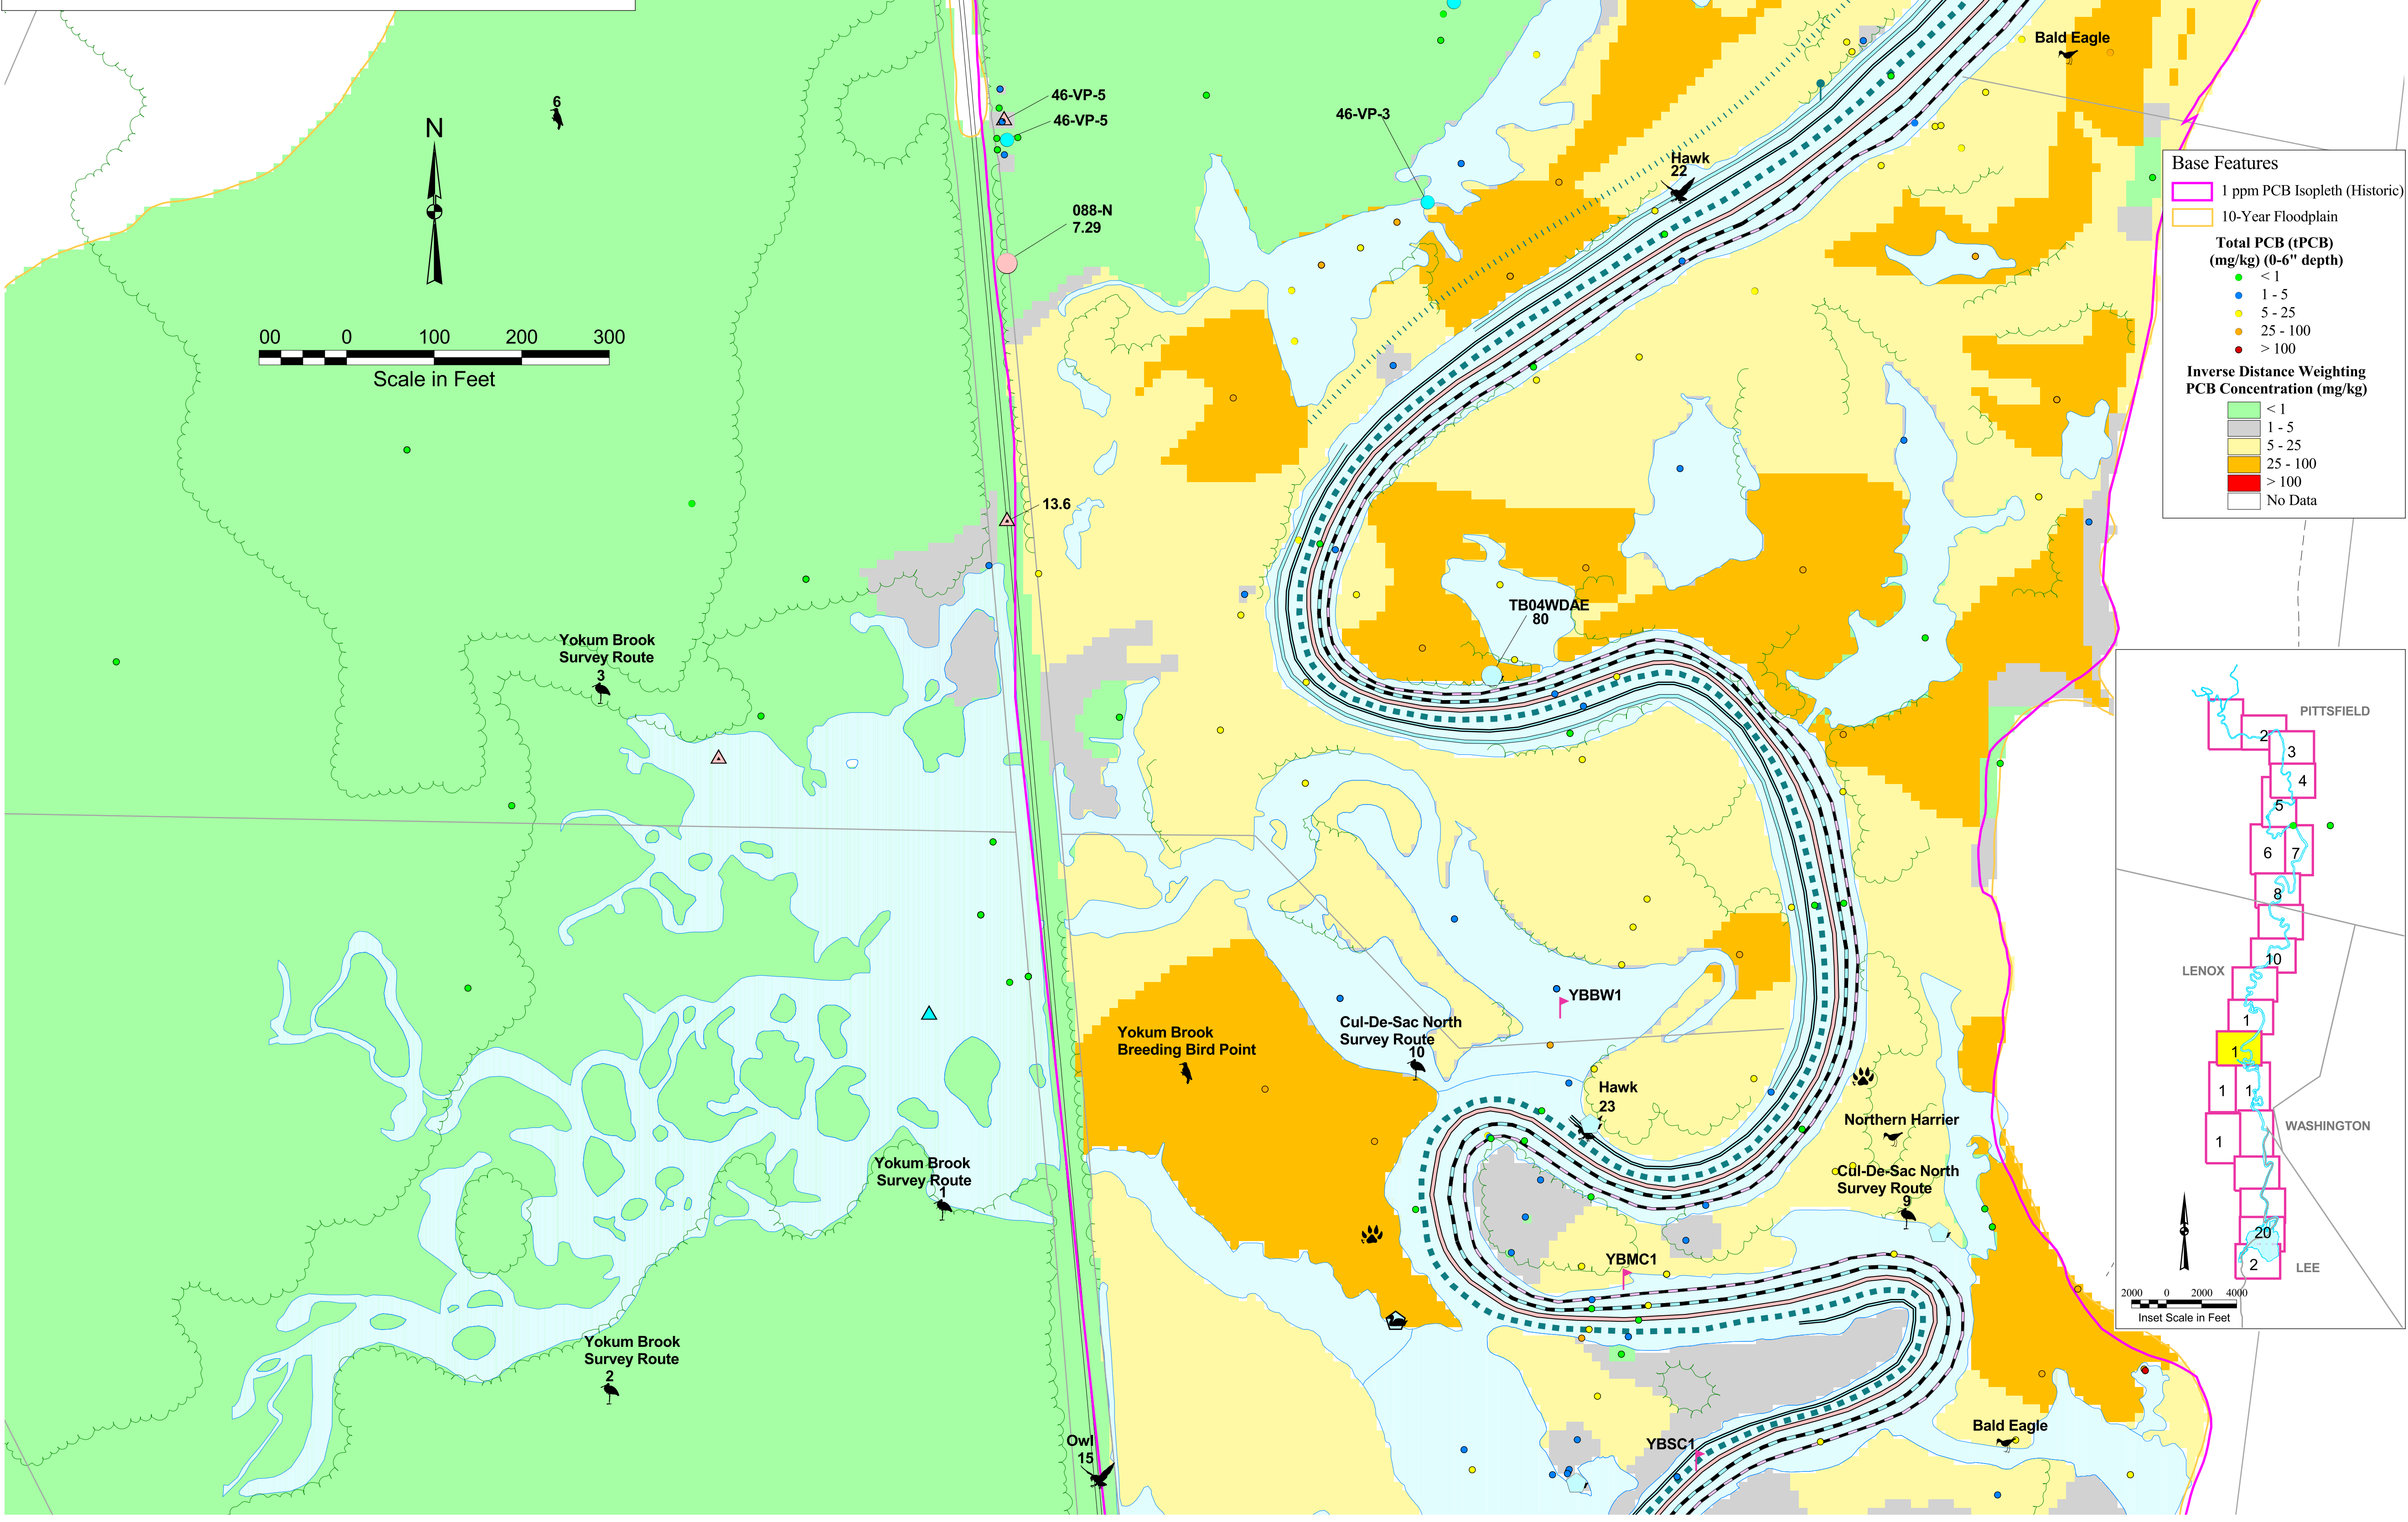 Bald Eagle
6
46-VP-5
46-VP-5
46-VP-3
Hawk
22
N
088-N
7.29
00 0 100 200 300
Scale in Feet
13.6
TB04WDAE
80
Yokum Brook
Survey Route
3
YBBW1
Cul-De-Sac North
Survey Route
10
Yokum Brook
Breeding Bird Point
Hawk
23
Northern Harrier
Cul-De-Sac North
Survey Route
9
Yokum Brook
Survey Route
1
YBMC1
Yokum Brook
Survey Route
2
Owl
15
YBSC1
Bald Eagle
Base Features
1 ppm PCB Isopleth (Historic)
10-Year Floodplain
Total PCB (tPCB)
(mg/kg) (0-6" depth)
< 1
1 - 5
5 - 25
25 - 100
> 100
Inverse Distance Weighting
PCB Concentration (mg/kg)
< 1
1 - 5
5 - 25
25 - 100
> 100
No Data
PITTSFIELD
2
3
4
5
6 7
8
10
LENOX
1
1
1 1
WASHINGTON
1
20
2
LEE
2000 0 2000 4000
Inset Scale in Feet